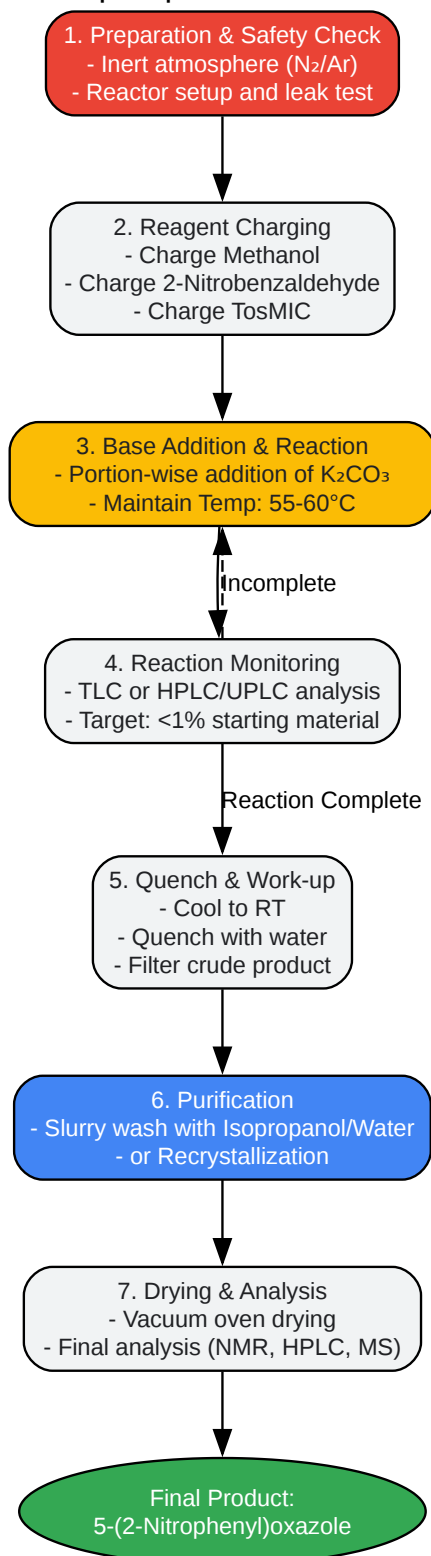 1. Preparation & Safety Check
- Inert atmosphere (N₂/Ar)
- Reactor setup and leak test
2. Reagent Charging
- Charge Methanol
- Charge 2-Nitrobenzaldehyde
- Charge TosMIC
3. Base Addition & Reaction
- Portion-wise addition of K₂CO₃
- Maintain Temp: 55-60°C
Incomplete
4. Reaction Monitoring
- TLC or HPLC/UPLC analysis
- Target: <1% starting material
Reaction Complete
5. Quench & Work-up
- Cool to RT
- Quench with water
- Filter crude product
6. Purification
- Slurry wash with Isopropanol/Water
- or Recrystallization
7. Drying & Analysis
- Vacuum oven drying
- Final analysis (NMR, HPLC, MS)
Final Product:
5-(2-Nitrophenyl)oxazole